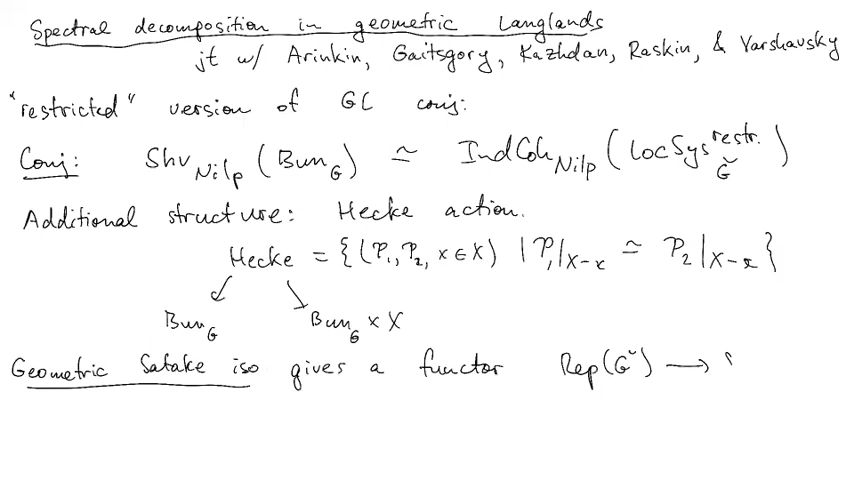 Spectral decomposition in geometric Langlands
jt w/ Arinkin, Gaitsgory, Kazhdan, Raskin, & Varshavsky
"restricted" version of GL conj:
Conj: Shv_Nilp (Bun_G) ≃ IndCoh_Nilp (LocSys^restr._Ǧ)
Additional structure: Hecke action.
Hecke = {(P₁, P₂, x ∈ X) | P₁|_X-x ≃ P₂|_X-x}
↙ ↘
Bun_G Bun_G × X
Geometric Satake iso gives a functor Rep(Ǧ) →